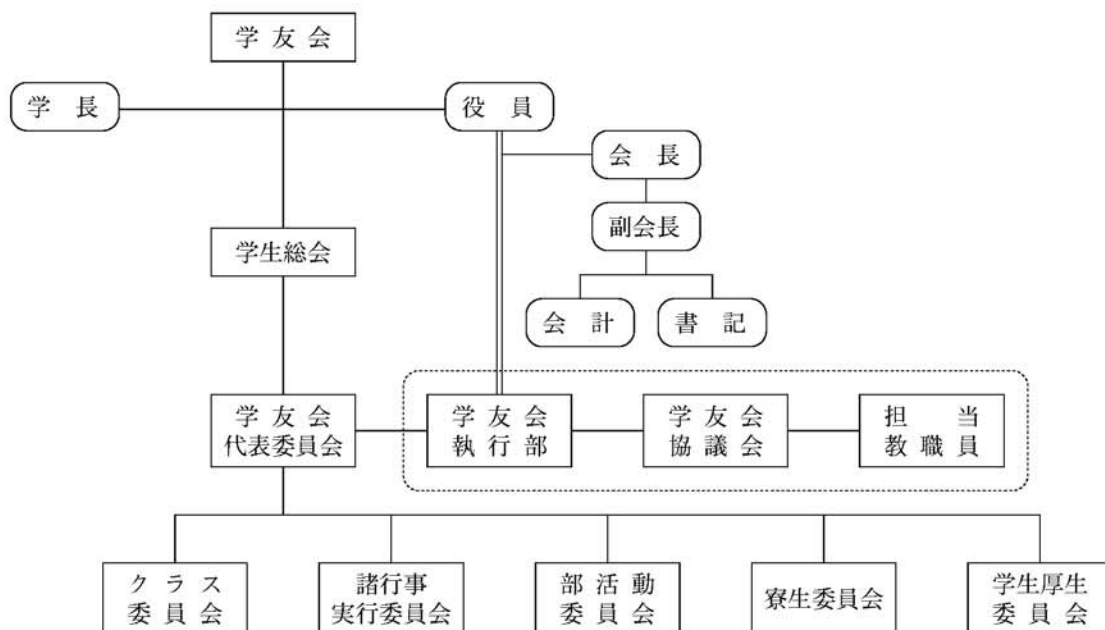 学友会
学長
役員
会長
副会長
学生総会
会計
書記
学友会
代表委員会
学友会
執行部
学友会
協議会
担当
教職員
クラス
委員会
諸行事
実行委員会
部活動
委員会
寮生委員会
学生厚生
委員会